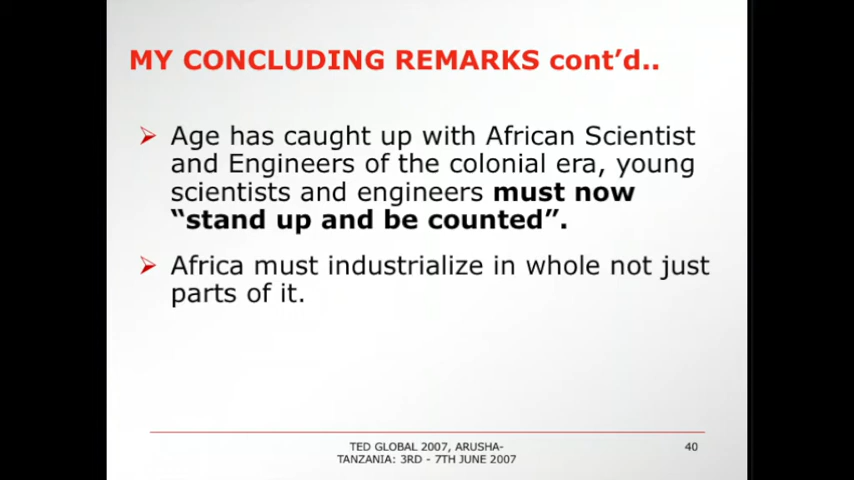 MY CONCLUDING REMARKS cont’d..
Age has caught up with African Scientist
and Engineers of the colonial era, young
scientists and engineers must now
“stand up and be counted”.
Africa must industrialize in whole not just
parts of it.
TED GLOBAL 2007, ARUSHA-
TANZANIA: 3RD - 7TH JUNE 2007
40